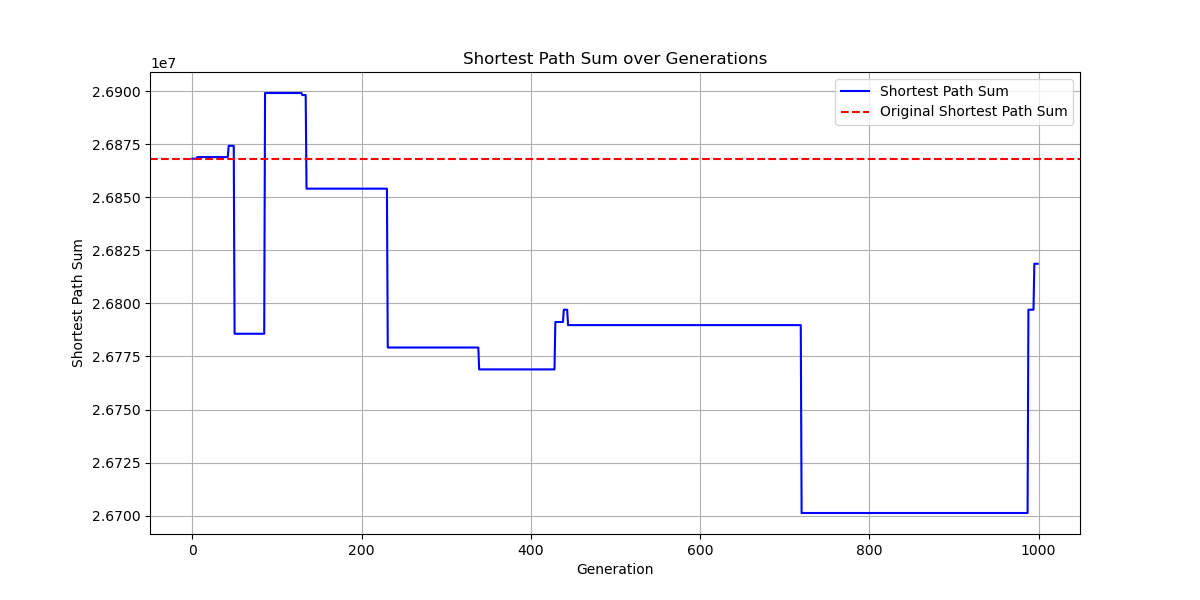 Shortest Path Sum over Generations
1e7
2.6900
2.6875
2.6850
2.6825
2.6800
2.6775
2.6750
2.6725
2.6700
Shortest Path Sum
Shortest Path Sum
Original Shortest Path Sum
0 200 400 600 800 1000
Generation